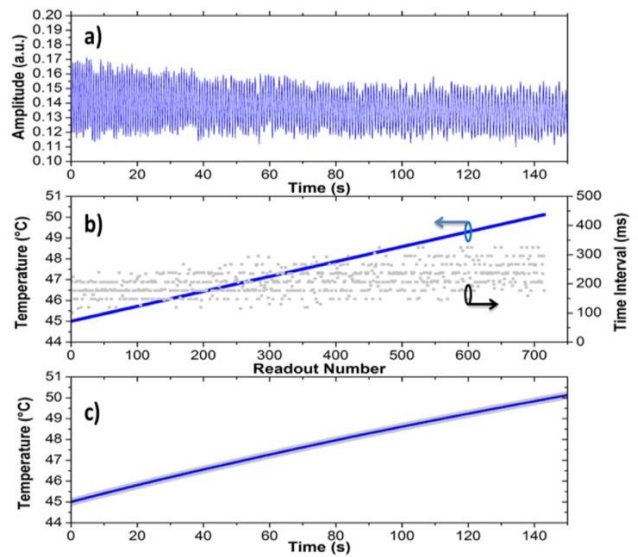 a)
Amplitude (a.u.)
0.20
0.19
0.18
0.17
0.16
0.15
0.14
0.13
0.12
0.11
0.10
0 20 40 60 80 100 120 140
Time (s)
b)
Temperature (°C)
51
50
49
48
47
46
45
44
500
400
300
200
100
0
Time Interval (ms)
0 100 200 300 400 500 600 700
Readout Number
c)
Temperature (°C)
51
50
49
48
47
46
45
44
0 20 40 60 80 100 120 140
Time (s)